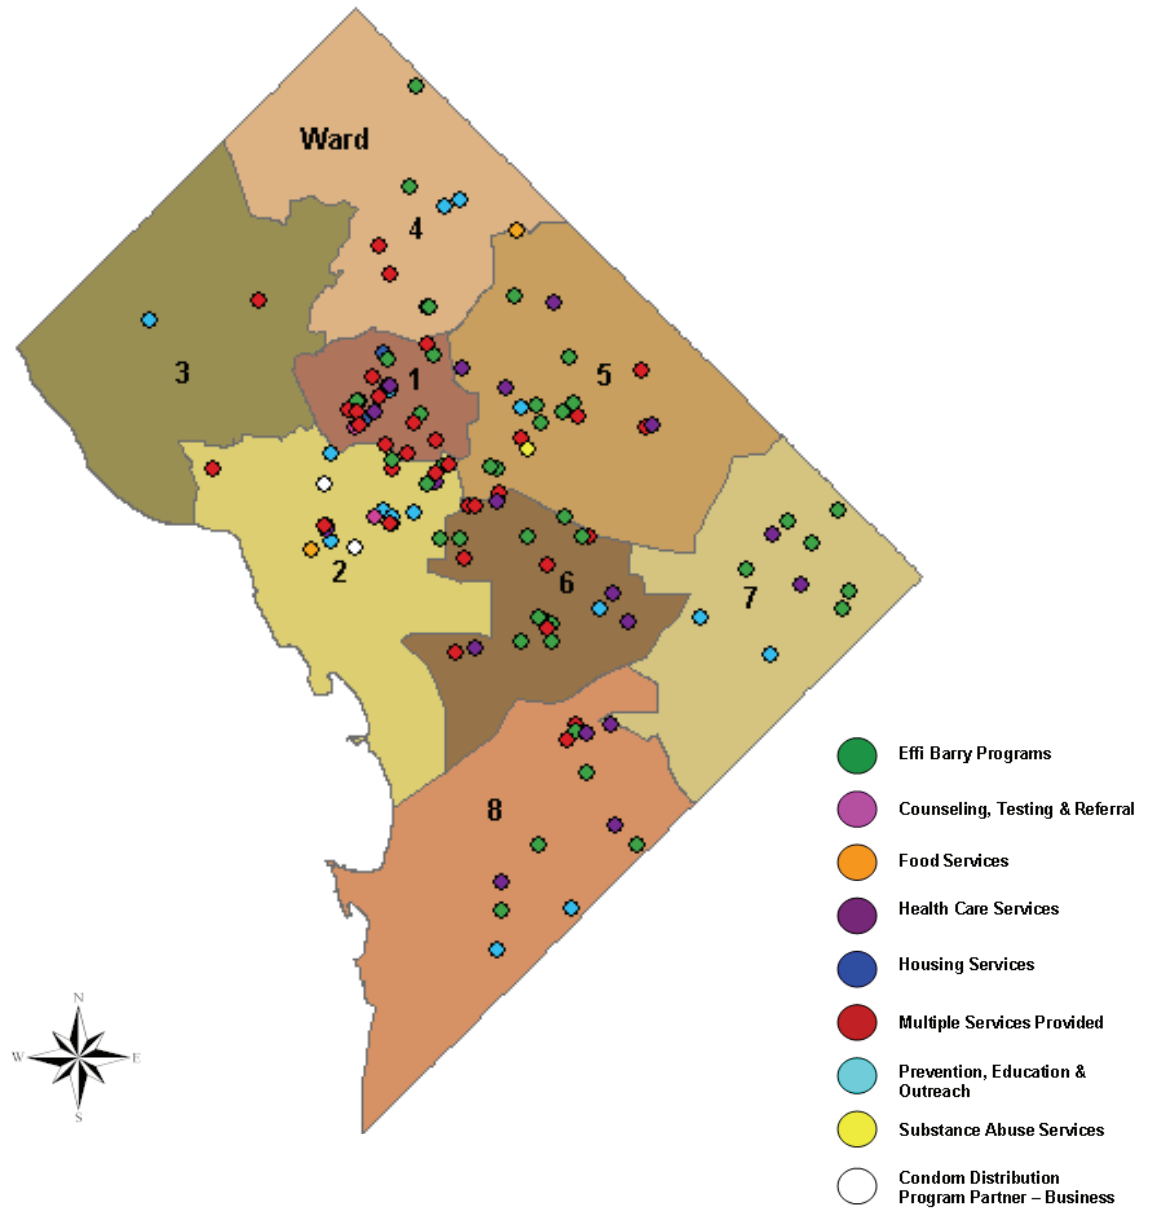 Ward
4
3
1
5
2
6
7
8
Effi Barry Programs
Counseling, Testing & Referral
Food Services
Health Care Services
Housing Services
Multiple Services Provided
Prevention, Education &
Outreach
Substance Abuse Services
Condom Distribution
Program Partner – Business
N
W
E
S